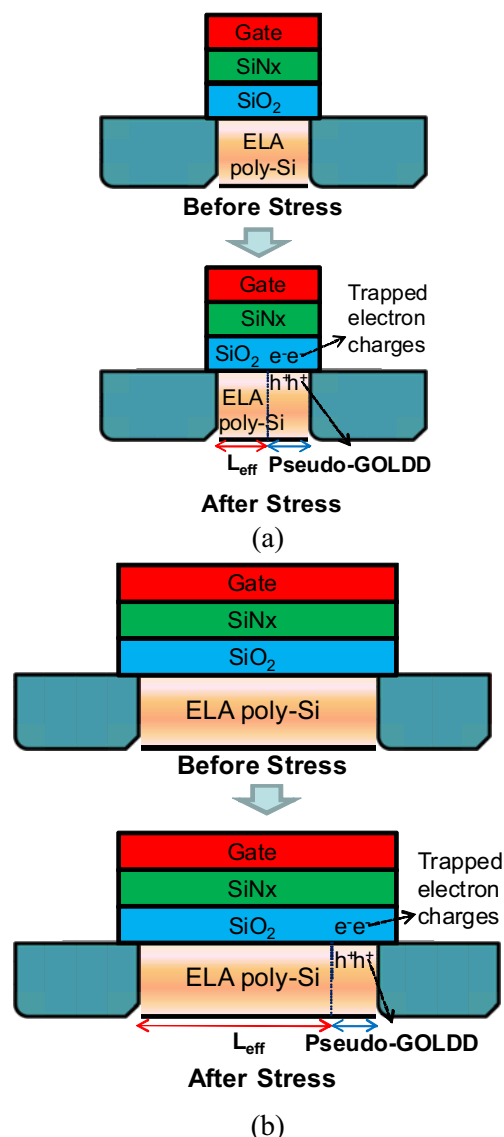 Gate
SiNx
SiO₂
ELA
poly-Si
Before Stress
Gate
SiNx
SiO₂ e⁻e⁻
Trapped
electron
charges
h⁺h⁺
ELA
poly-Si
L_eff Pseudo-GOLDD
After Stress
(a)
Gate
SiNx
SiO₂
ELA poly-Si
Before Stress
Gate
SiNx
SiO₂ e⁻e⁻
Trapped
electron
charges
h⁺h⁺
ELA poly-Si
L_eff Pseudo-GOLDD
After Stress
(b)